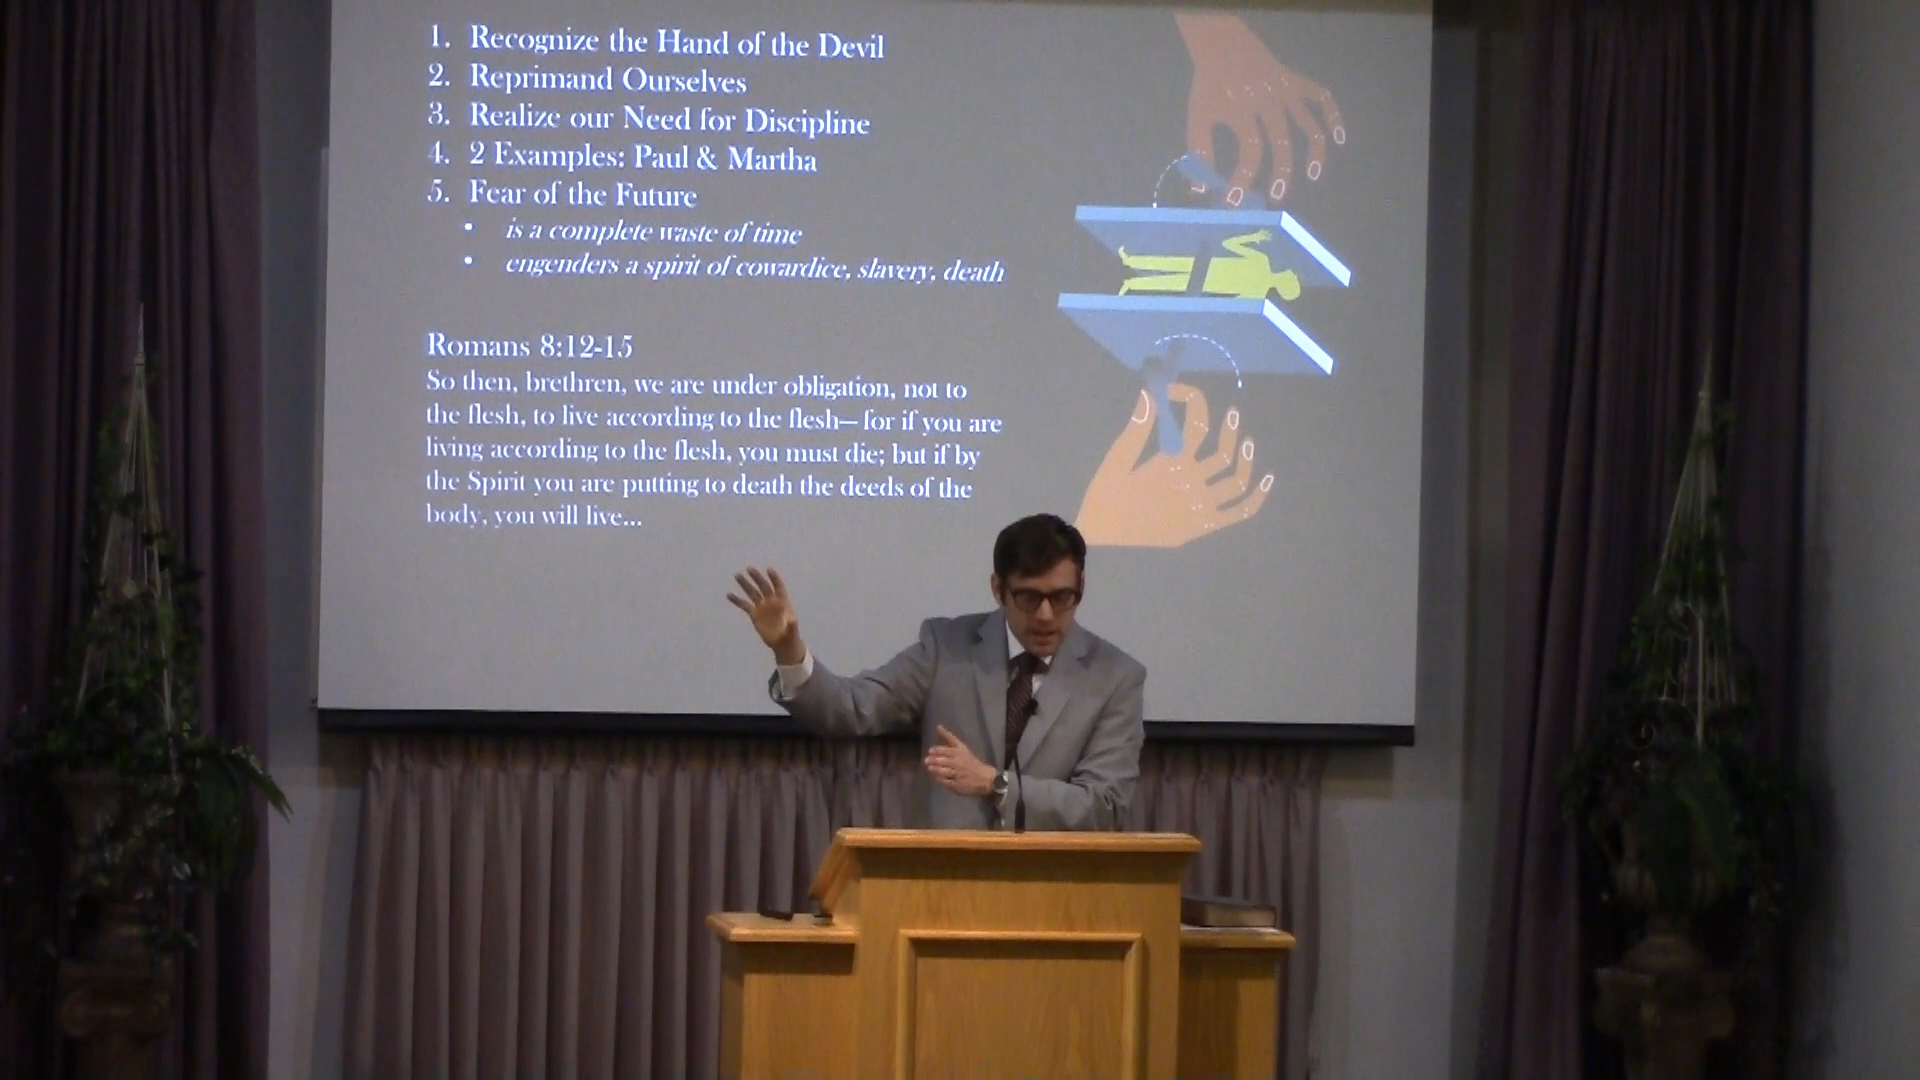 1. Recognize the Hand of the Devil
2. Reprimand Ourselves
3. Realize our Need for Discipline
4. 2 Examples: Paul & Martha
5. Fear of the Future
• is a complete waste of time
• engenders a spirit of cowardice, slavery, death
Romans 8:12-15
So then, brethren, we are under obligation, not to
the flesh, to live according to the flesh—for if you are
living according to the flesh, you must die; but if by
the Spirit you are putting to death the deeds of the
body, you will live...